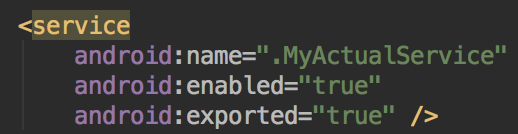 <service
android:name=".MyActualService"
android:enabled="true"
android:exported="true" />